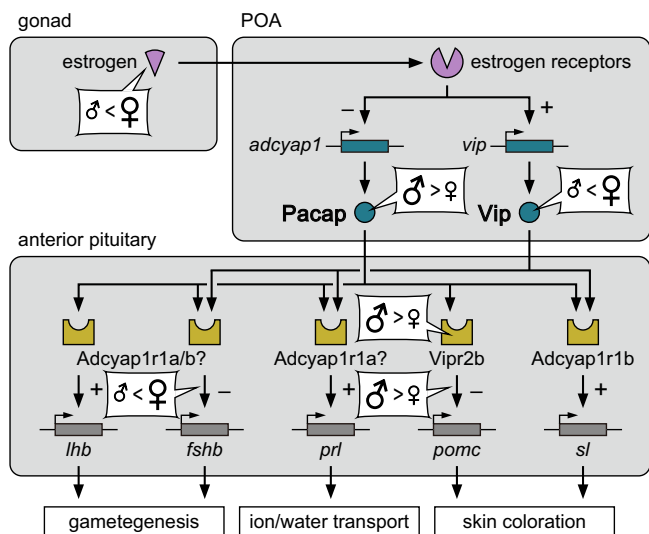 gonad
POA
estrogen
estrogen receptors
♂ < ♀
− +
adcyap1
vip
Pacap
♂ > ♀
Vip
♂ < ♀
anterior pituitary
♂ > ♀
Adcyap1r1a/b?
Adcyap1r1a?
Vipr2b
Adcyap1r1b
+ ♂ < ♀ − + ♂ > ♀ − +
lhb
fshb
prl
pomc
sl
gametegenesis
ion/water transport
skin coloration